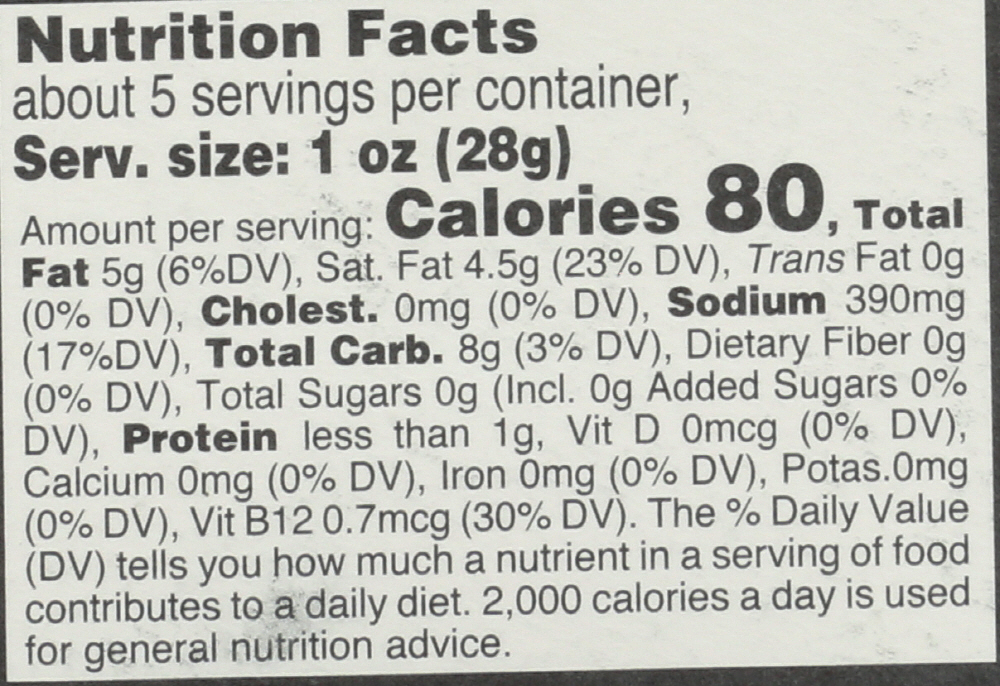 Nutrition Facts
about 5 servings per container,
Serv. size: 1 oz (28g)
Amount per serving: Calories 80, Total
Fat 5g (6%DV), Sat. Fat 4.5g (23% DV), Trans Fat 0g
(0% DV), Cholest. 0mg (0% DV), Sodium 390mg
(17%DV), Total Carb. 8g (3% DV), Dietary Fiber 0g
(0% DV), Total Sugars 0g (Incl. 0g Added Sugars 0%
DV), Protein less than 1g, Vit D 0mcg (0% DV),
Calcium 0mg (0% DV), Iron 0mg (0% DV), Potas.0mg
(0% DV), Vit B12 0.7mcg (30% DV). The % Daily Value
(DV) tells you how much a nutrient in a serving of food
contributes to a daily diet. 2,000 calories a day is used
for general nutrition advice.